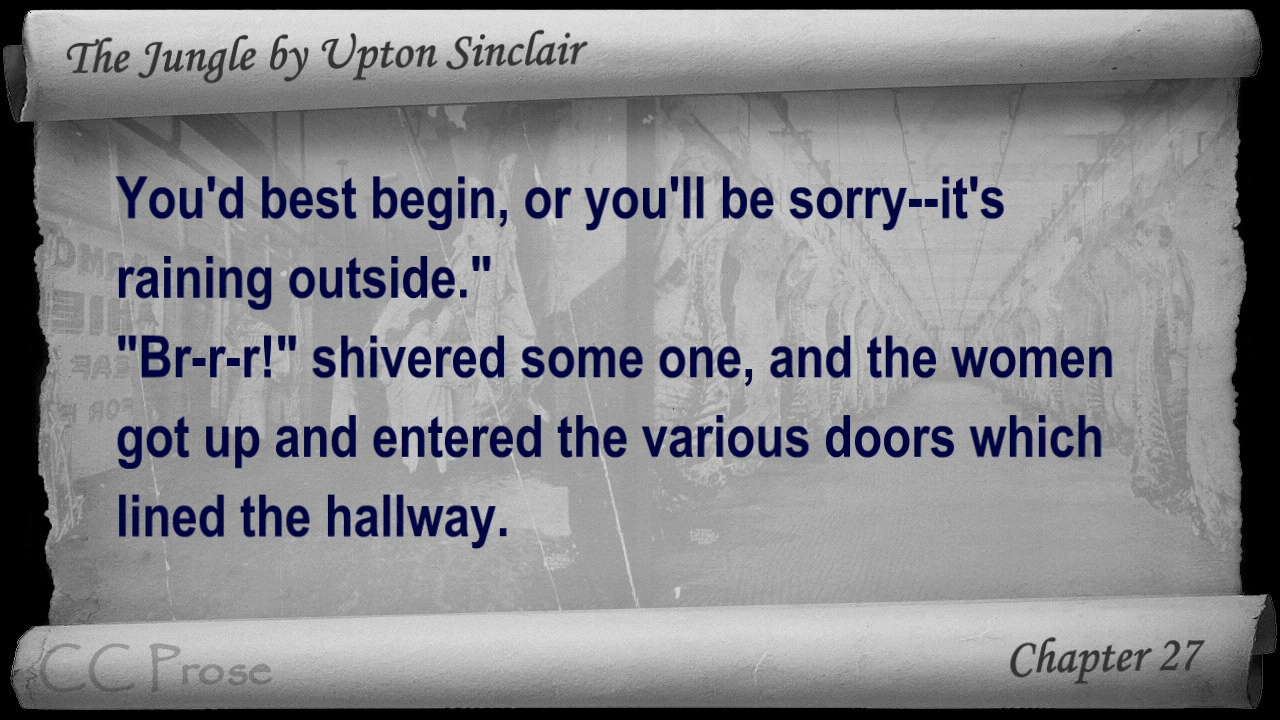 The Jungle by Upton Sinclair
You'd best begin, or you'll be sorry--it's
raining outside."
"Br-r-r!" shivered some one, and the women
got up and entered the various doors which
lined the hallway.
CC Prose
Chapter 27